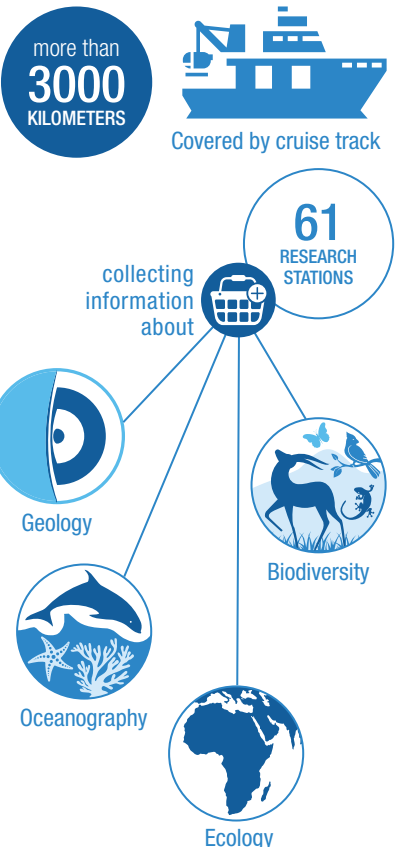 more than
3000
KILOMETERS
Covered by cruise track
61
RESEARCH
STATIONS
collecting
information
about
Geology
Biodiversity
Oceanography
Ecology